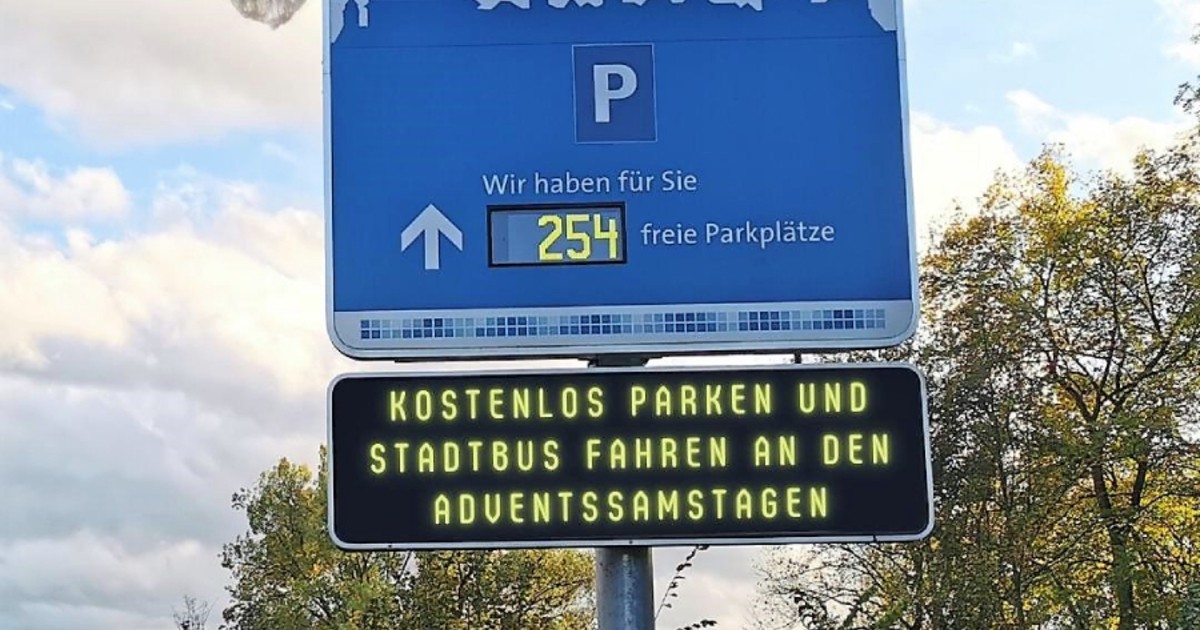 P
Wir haben für Sie
254 freie Parkplätze
KOSTENLOS PARKEN UND
STADTBUS FAHREN AN DEN
ADVENTSSAMSTAGEN